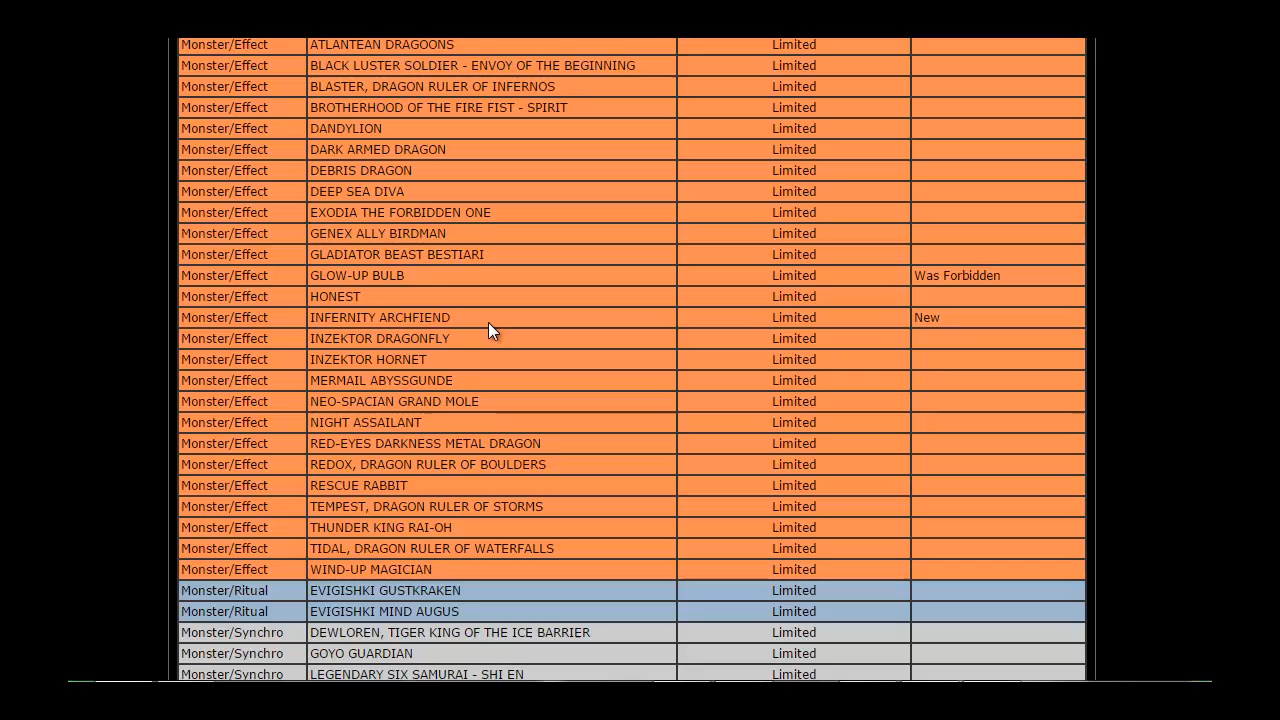 Monster/Effect ATLANTEAN DRAGOONS Limited
Monster/Effect BLACK LUSTER SOLDIER - ENVOY OF THE BEGINNING Limited
Monster/Effect BLASTER, DRAGON RULER OF INFERNOS Limited
Monster/Effect BROTHERHOOD OF THE FIRE FIST - SPIRIT Limited
Monster/Effect DANDYLION Limited
Monster/Effect DARK ARMED DRAGON Limited
Monster/Effect DEBRIS DRAGON Limited
Monster/Effect DEEP SEA DIVA Limited
Monster/Effect EXODIA THE FORBIDDEN ONE Limited
Monster/Effect GENEX ALLY BIRDMAN Limited
Monster/Effect GLADIATOR BEAST BESTIARI Limited
Monster/Effect GLOW-UP BULB Limited Was Forbidden
Monster/Effect HONEST Limited
Monster/Effect INFERNITY ARCHFIEND Limited New
Monster/Effect INZEKTOR DRAGONFLY Limited
Monster/Effect INZEKTOR HORNET Limited
Monster/Effect MERMAIL ABYSSGUNDE Limited
Monster/Effect NEO-SPACIAN GRAND MOLE Limited
Monster/Effect NIGHT ASSAILANT Limited
Monster/Effect RED-EYES DARKNESS METAL DRAGON Limited
Monster/Effect REDOX, DRAGON RULER OF BOULDERS Limited
Monster/Effect RESCUE RABBIT Limited
Monster/Effect TEMPEST, DRAGON RULER OF STORMS Limited
Monster/Effect THUNDER KING RAI-OH Limited
Monster/Effect TIDAL, DRAGON RULER OF WATERFALLS Limited
Monster/Effect WIND-UP MAGICIAN Limited
Monster/Ritual EVIGISHKI GUSTKRAKEN Limited
Monster/Ritual EVIGISHKI MIND AUGUS Limited
Monster/Synchro DEWLOREN, TIGER KING OF THE ICE BARRIER Limited
Monster/Synchro GOYO GUARDIAN Limited
Monster/Synchro LEGENDARY SIX SAMURAI - SHI EN Limited